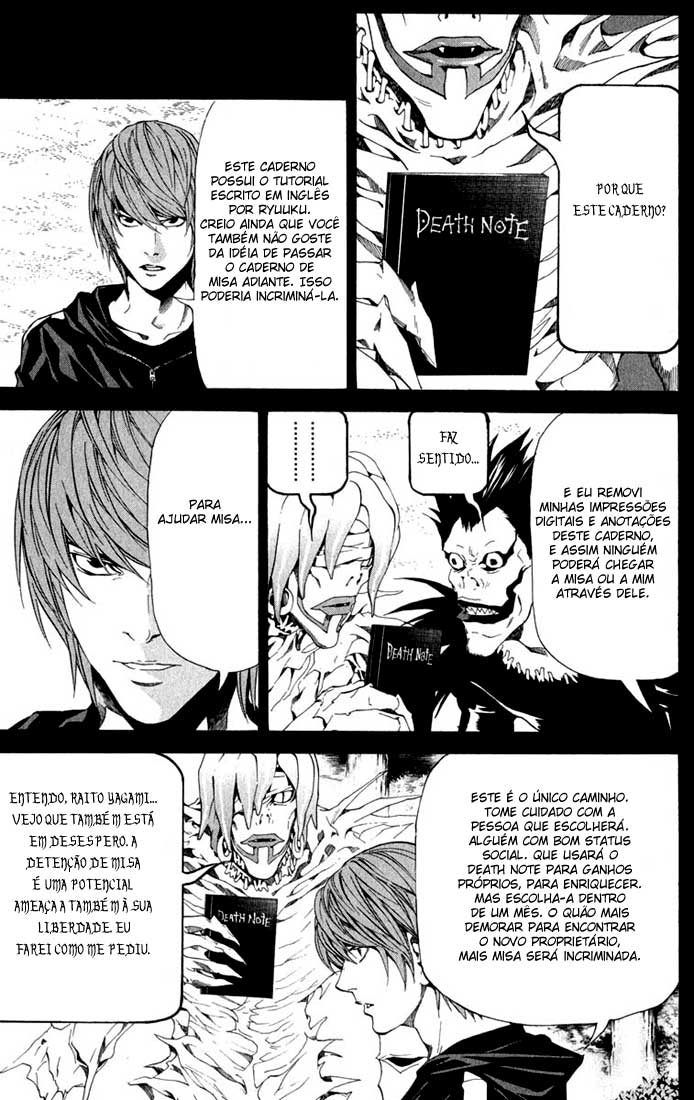 POR QUE
ESTE CADERNO?
DEATH NOTE
ESTE CADERNO
POSSUI O TUTORIAL
ESCRITO EM INGLÊS
POR RYUUKU.
CREIO AINDA QUE VOCÊ
TAMBÉM NÃO GOSTE
DA IDÉIA DE PASSAR
O CADERNO DE
MISA ADIANTE. ISSO
PODERIA INCRIMINÁ-LA.
E EU REMOVI
MINHAS IMPRESSÕES
DIGITAIS E ANOTAÇÕES
DESTE CADERNO,
E ASSIM NINGUÉM
PODERÁ CHEGAR
A MISA OU A MIM
ATRAVÉS DELE.
FAZ
SENTIDO...
DEATH NOTE
PARA
AJUDAR MISA...
ESTE É O ÚNICO CAMINHO.
TOME CUIDADO COM A
PESSOA QUE ESCOLHERÁ.
ALGUÉM COM BOM STATUS
SOCIAL. QUE USARÁ O
DEATH NOTE PARA GANHOS
PRÓPRIOS, PARA ENRIQUECER.
MAS ESCOLHA-A DENTRO
DE UM MÊS. O QUÃO MAIS
DEMORAR PARA ENCONTRAR
O NOVO PROPRIETÁRIO,
MAIS MISA SERÁ INCRIMINADA.
ENTENDO, RAITO YAGAMI...
VEJO QUE TAMBÉM ESTÁ
EM DESESPERO. A
DETENÇÃO DE MISA
É UMA POTENCIAL
AMEAÇA A TAMBÉM À SUA
LIBERDADE. EU
FAREI COMO ME PEDIU.
DEATH NOTE